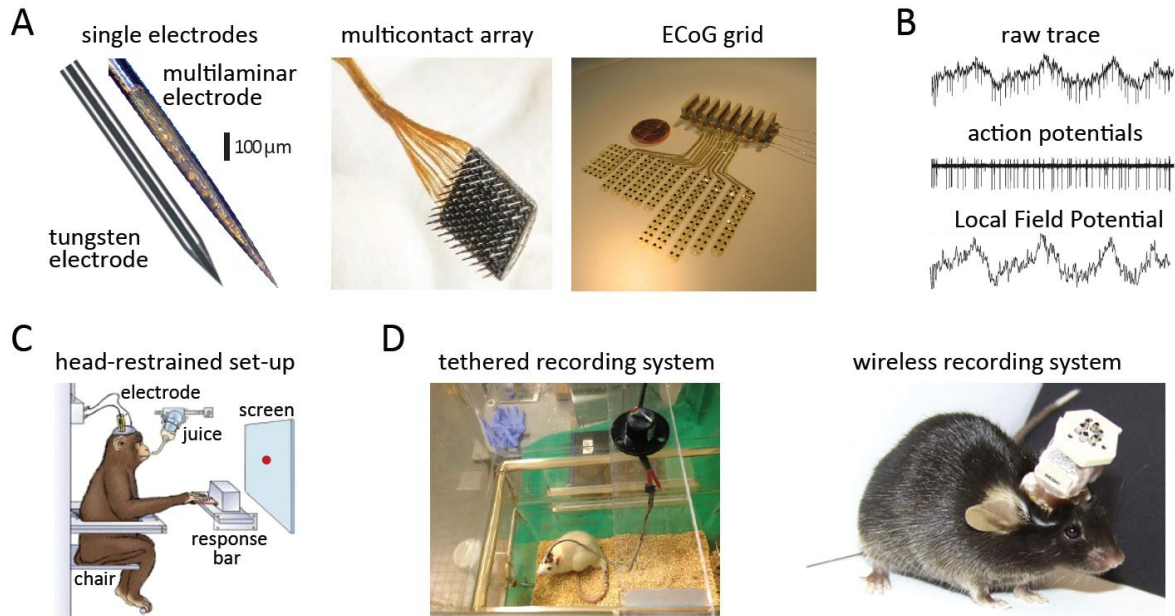 A
single electrodes
multilaminar
electrode
100 µm
tungsten
electrode
multicontact array
ECoG grid
B
raw trace
action potentials
Local Field Potential
C
head-restrained set-up
electrode
juice
screen
response
bar
chair
D
tethered recording system
wireless recording system